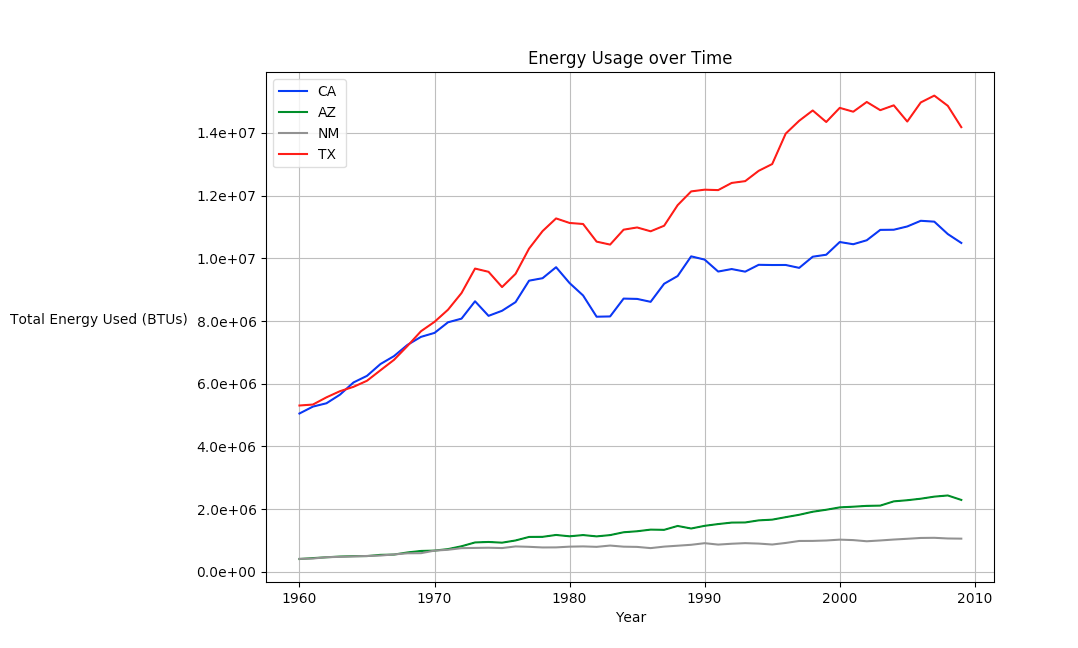 Energy Usage over Time
CA
AZ
NM
TX
1.4e+07
1.2e+07
1.0e+07
8.0e+06
6.0e+06
4.0e+06
2.0e+06
0.0e+00
Total Energy Used (BTUs)
1960 1970 1980 1990 2000 2010
Year